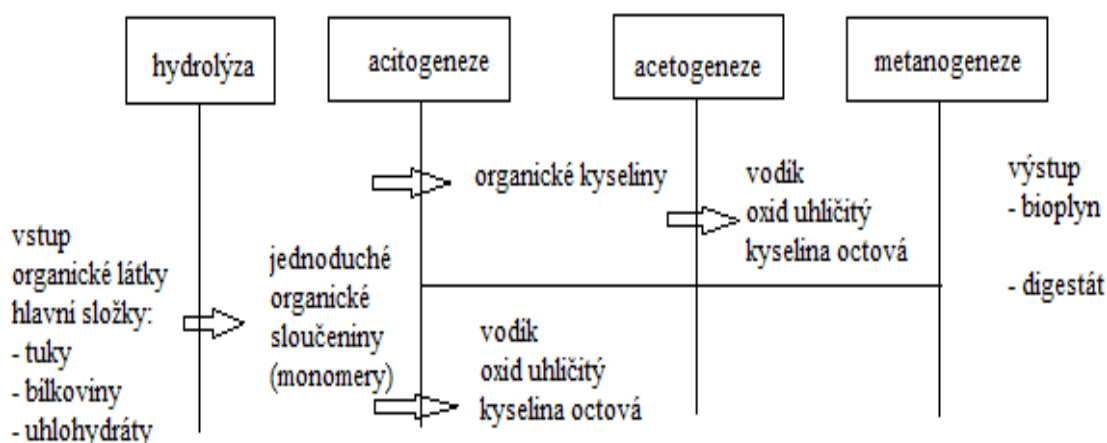 hydrolýza
acitogeneze
acetogeneze
metanogeneze
vstup
organické látky
hlavní složky:
- tuky
- bílkoviny
- uhlohydráty
jednoduché
organické
sloučeniny
(monomery)
organické kyseliny
vodík
oxid uhličitý
kyselina octová
vodík
oxid uhličitý
kyselina octová
výstup
- bioplyn
- digestát